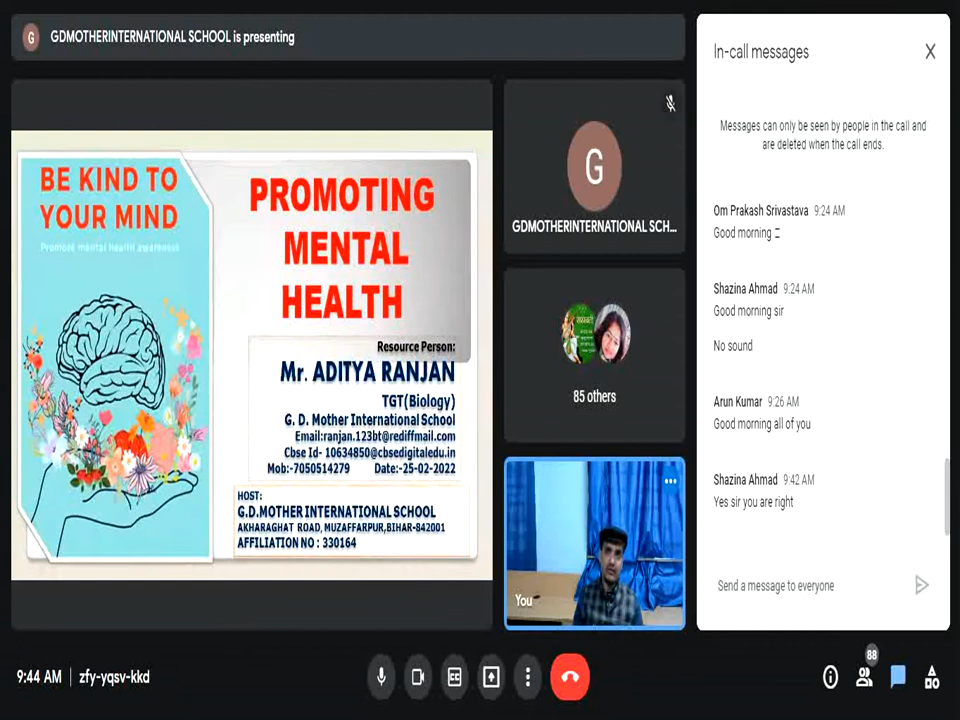 G
GDMOTHERINTERNATIONAL SCHOOL is presenting
BE KIND TO
YOUR MIND
Promote mental health awareness
PROMOTING
MENTAL
HEALTH
Resource Person:
Mr. ADITYA RANJAN
TGT(Biology)
G. D. Mother International School
Email:ranjan.123bt@rediffmail.com
Cbse Id- 10634850@cbsedigitaledu.in
Mob:-7050514279 Date:-25-02-2022
HOST:
G.D.MOTHER INTERNATIONAL SCHOOL
AKHARAGHAT ROAD, MUZAFFARPUR,BIHAR-842001
AFFILIATION NO : 330164
G
GDMOTHERINTERNATIONAL SCH...
85 others
You
In-call messages
Messages can only be seen by people in the call and
are deleted when the call ends.
Om Prakash Srivastava 9:24 AM
Good morning
Shazina Ahmad 9:24 AM
Good morning sir
No sound
Arun Kumar 9:26 AM
Good morning all of you
Shazina Ahmad 9:42 AM
Yes sir you are right
Send a message to everyone
9:44 AM | zfy-yqsv-kkd
CC
88